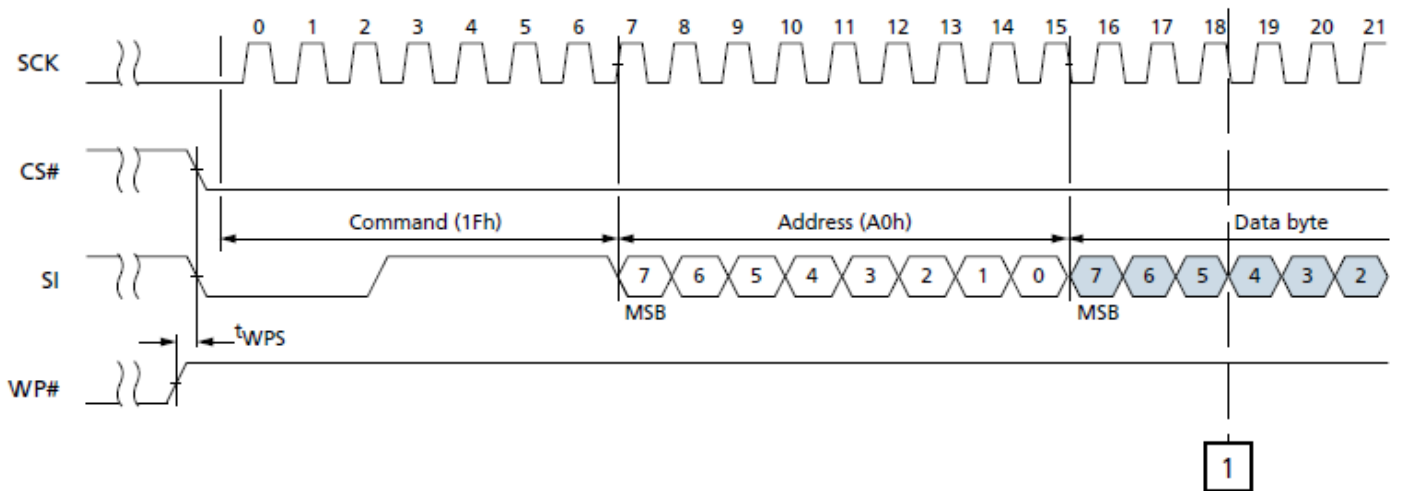 0 1 2 3 4 5 6 7 8 9 10 11 12 13 14 15 16 17 18 19 20 21
SCK
CS#
Command (1Fh) Address (A0h) Data byte
SI 7 6 5 4 3 2 1 0 7 6 5 4 3 2
MSB MSB
tWPS
WP#
1